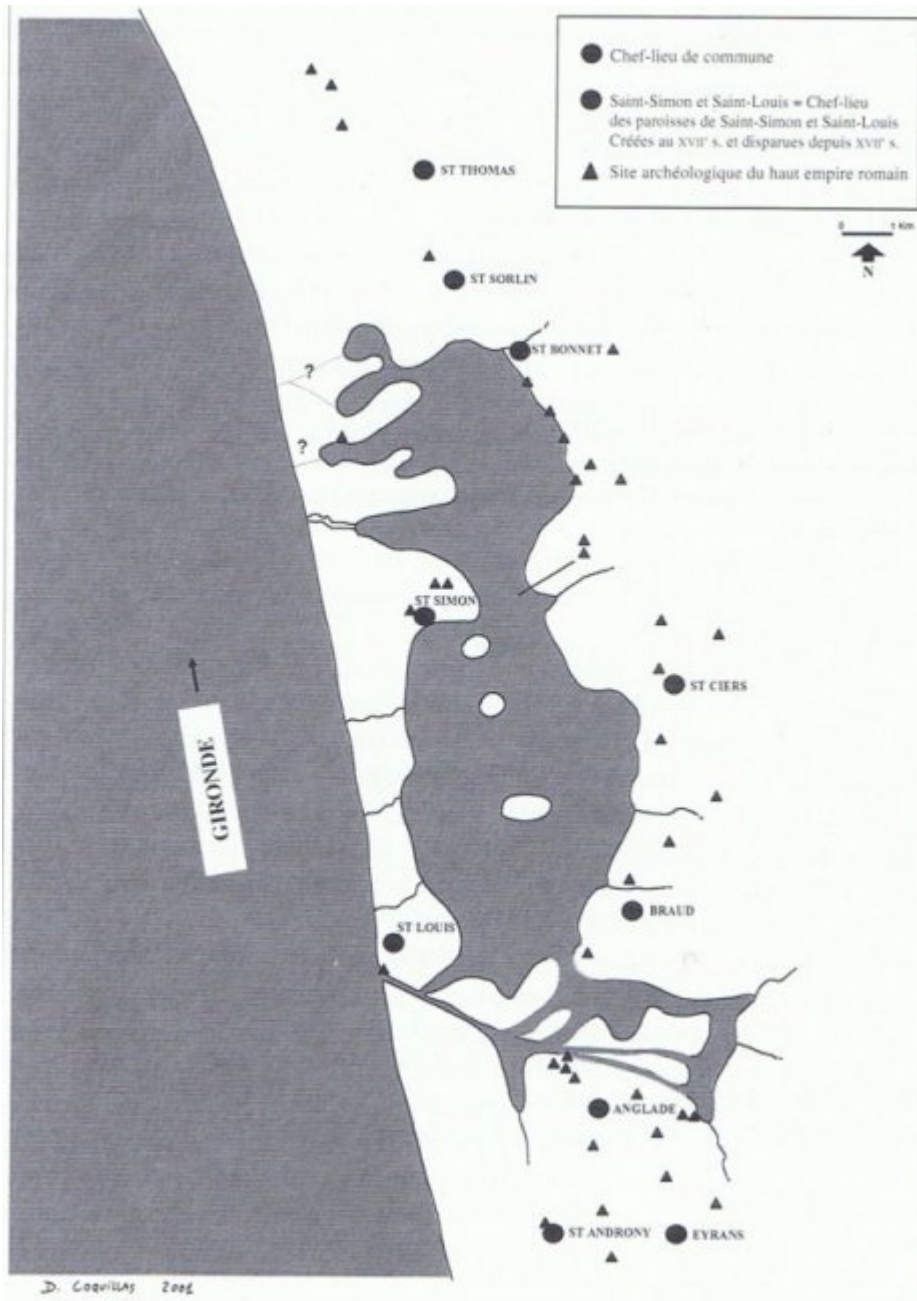 Chef-lieu de commune
Saint-Simon et Saint-Louis = Chef-lieu
des paroisses de Saint-Simon et Saint-Louis
Créées au XVIIᵉ s. et disparues depuis XVIIᵉ s.
Site archéologique du haut empire romain
0 1 Km
N
ST THOMAS
ST SORLIN
ST BONNET
?
?
ST SIMON
ST CIERS
GIRONDE
BRAUD
ST LOUIS
ANGLADE
ST ANDRONY
EYRANS
D. COQUILLAS 2001